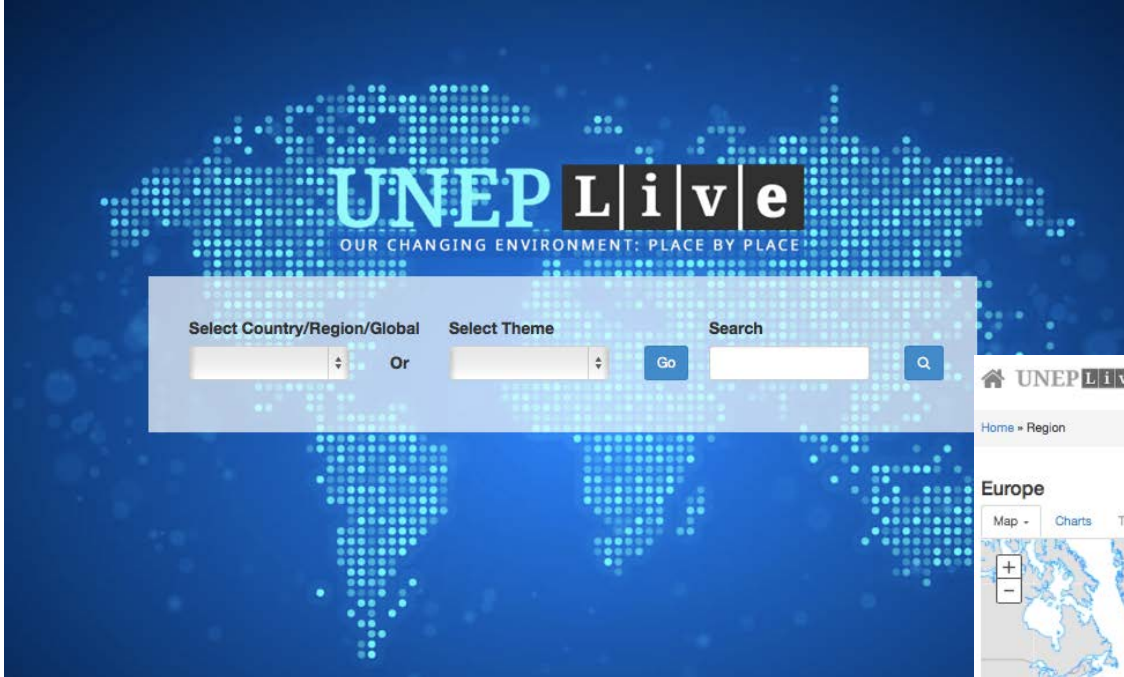 UNEP Live
OUR CHANGING ENVIRONMENT: PLACE BY PLACE
Select Country/Region/Global Select Theme Search
Or Go
UNEP
Home » Region
Europe
Map Charts
+
−